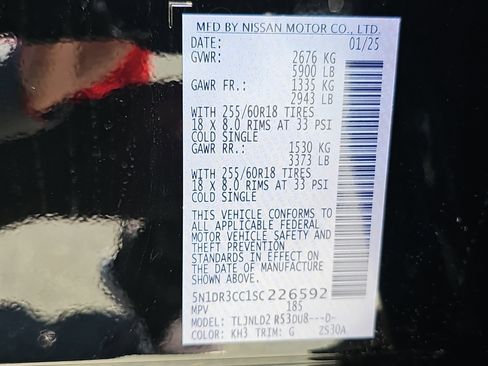 MFD BY NISSAN MOTOR CO., LTD.
DATE: 01/25
GVWR: 2676 KG
5900 LB
GAWR FR.: 1335 KG
2943 LB
WITH 255/60R18 TIRES
18 X 8.0 RIMS AT 33 PSI
COLD SINGLE
GAWR RR.: 1530 KG
3373 LB
WITH 255/60R18 TIRES
18 X 8.0 RIMS AT 33 PSI
COLD SINGLE
THIS VEHICLE CONFORMS TO
ALL APPLICABLE FEDERAL
MOTOR VEHICLE SAFETY AND
THEFT PREVENTION
STANDARDS IN EFFECT ON
THE DATE OF MANUFACTURE
SHOWN ABOVE.
5N1DR3CC1SC226592
MPV 185
MODEL: TLJNLD2 R53DU8---D-
COLOR: KH3 TRIM: G ZS30A